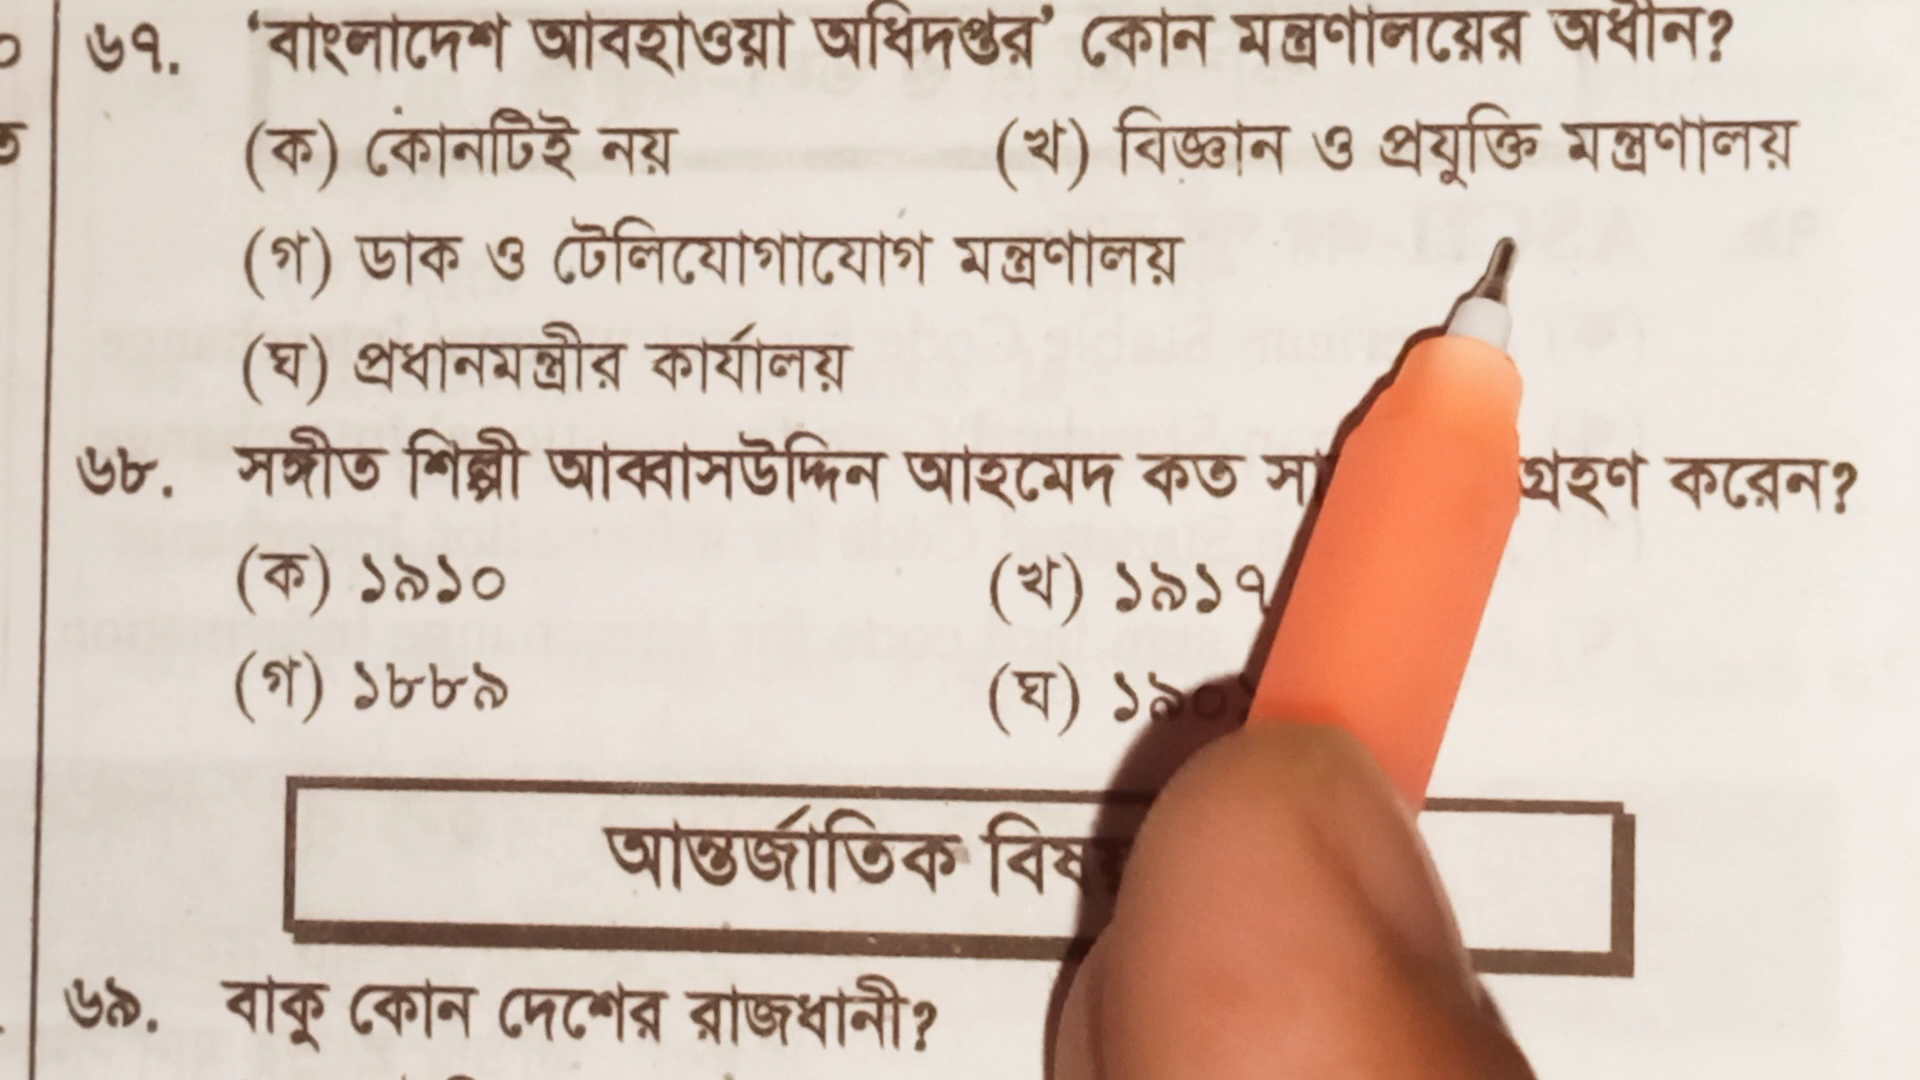 ৬৭. ‘বাংলাদেশ আবহাওয়া অধিদপ্তর’ কোন মন্ত্রণালয়ের অধীন?
(ক) কোনটিই নয় (খ) বিজ্ঞান ও প্রযুক্তি মন্ত্রণালয়
(গ) ডাক ও টেলিযোগাযোগ মন্ত্রণালয়
(ঘ) প্রধানমন্ত্রীর কার্যালয়
৬৮. সঙ্গীত শিল্পী আব্বাসউদ্দিন আহমেদ কত গ্রহণ করেন?
(ক) ১৯১০ (খ) ১৯১৭
(গ) ১৮৮৯ (ঘ)
আন্তর্জাতিক
৬৯. বাকু কোন দেশের রাজধানী?